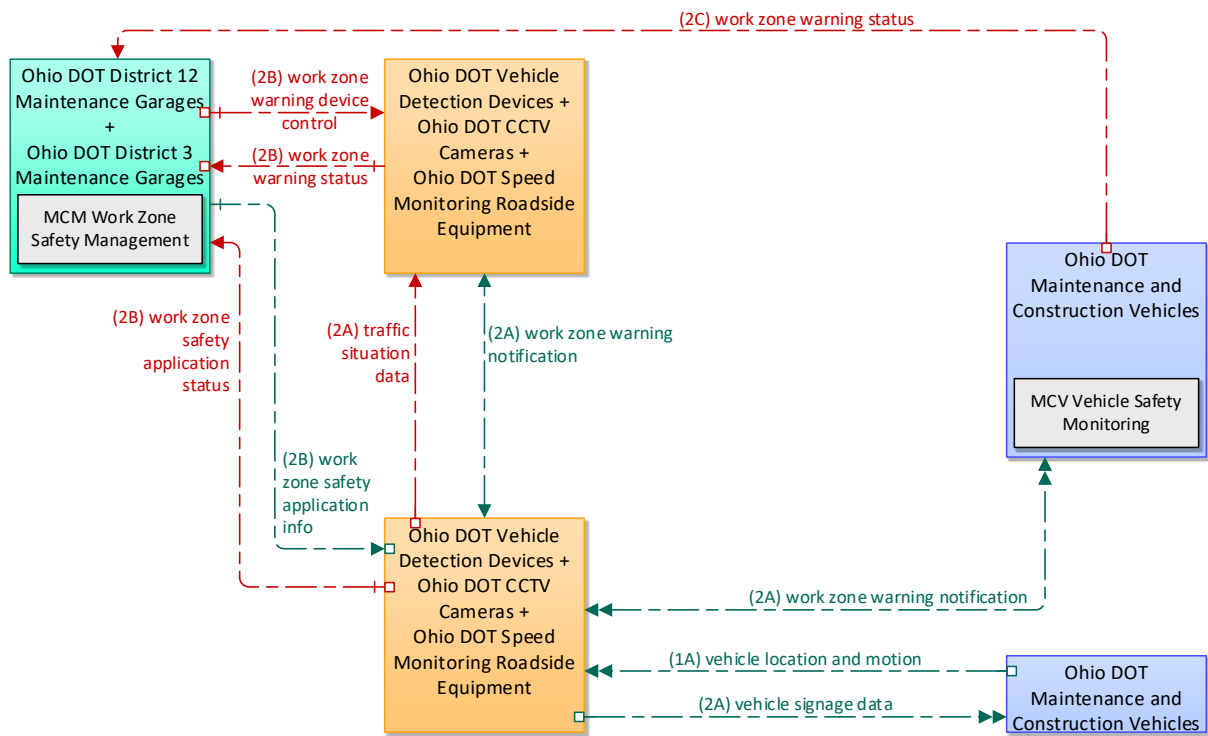 (2C) work zone warning status
Ohio DOT District 12
Maintenance Garages
+
Ohio DOT District 3
Maintenance Garages
MCM Work Zone
Safety Management
(2B) work zone
warning device
control
(2B) work zone
warning status
Ohio DOT Vehicle
Detection Devices +
Ohio DOT CCTV
Cameras +
Ohio DOT Speed
Monitoring Roadside
Equipment
Ohio DOT
Maintenance and
Construction Vehicles
MCV Vehicle Safety
Monitoring
(2B) work zone
safety
application
status
(2A) traffic
situation
data
(2A) work zone warning
notification
(2B) work
zone safety
application
info
Ohio DOT Vehicle
Detection Devices +
Ohio DOT CCTV
Cameras +
Ohio DOT Speed
Monitoring Roadside
Equipment
(2A) work zone warning notification
(1A) vehicle location and motion
(2A) vehicle signage data
Ohio DOT
Maintenance and
Construction Vehicles